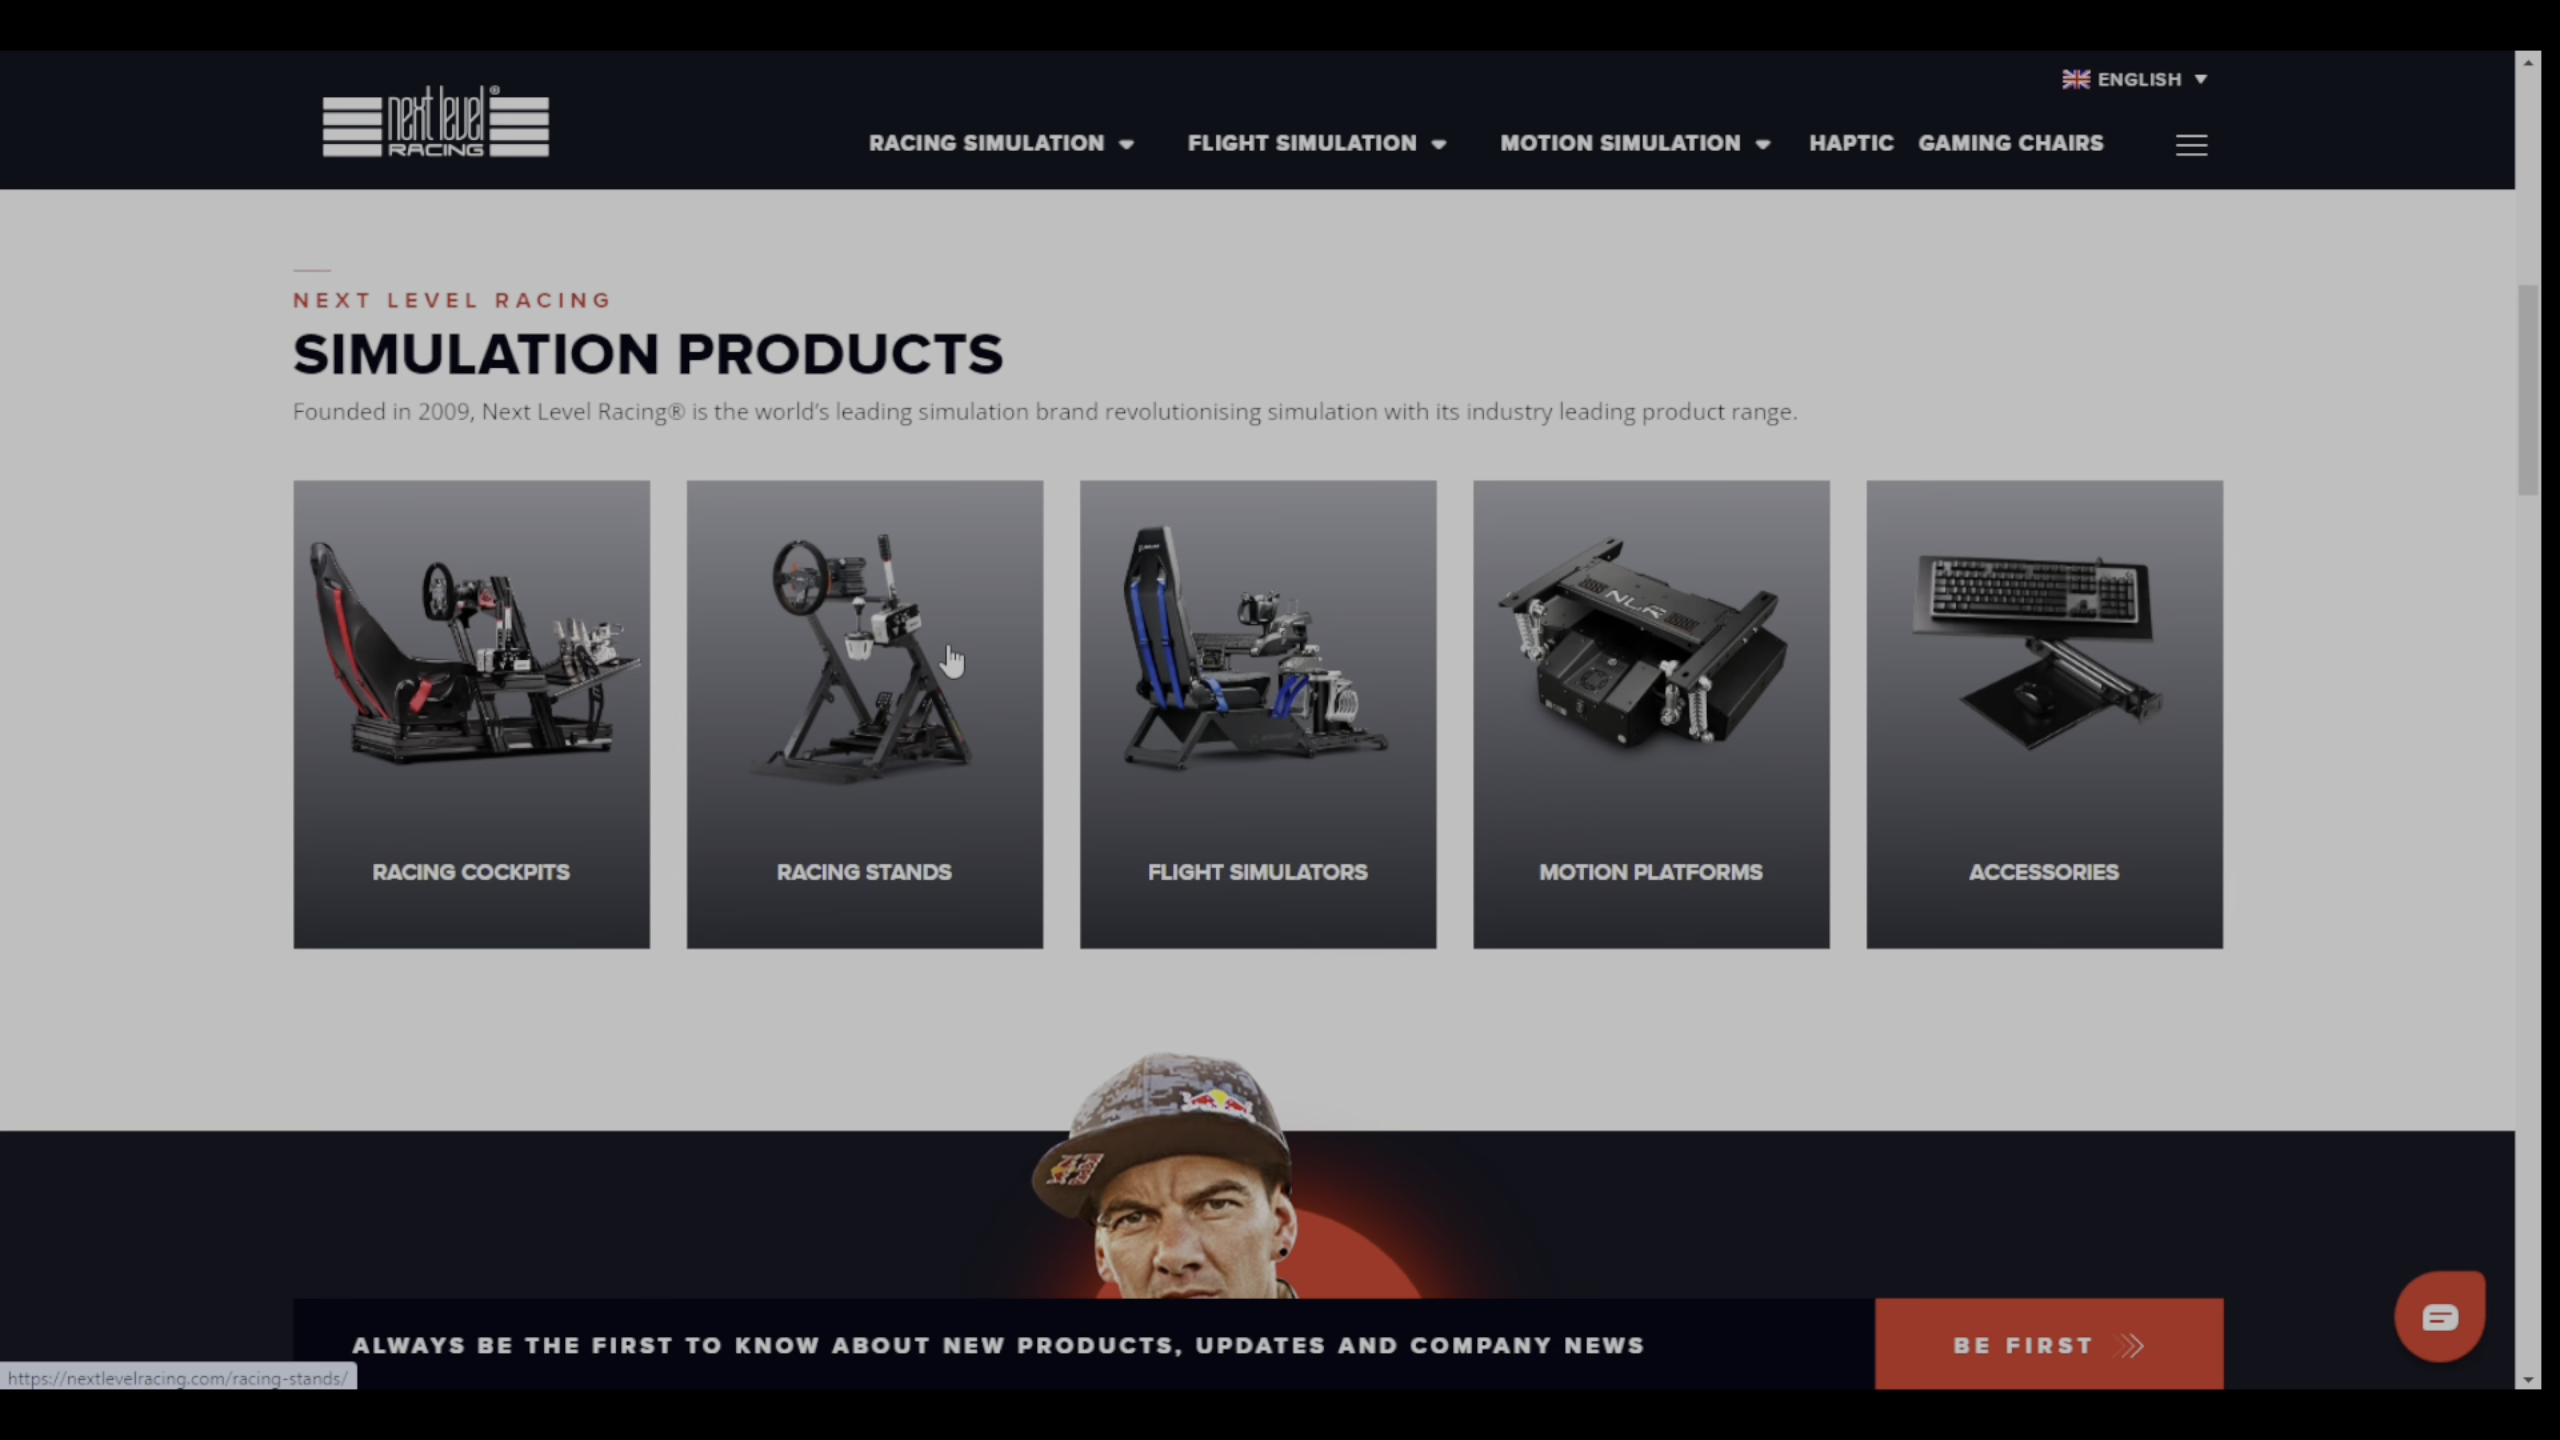 ENGLISH
next level®
RACING
RACING SIMULATION
FLIGHT SIMULATION
MOTION SIMULATION
HAPTIC
GAMING CHAIRS
NEXT LEVEL RACING
SIMULATION PRODUCTS
Founded in 2009, Next Level Racing® is the world’s leading simulation brand revolutionising simulation with its industry leading product range.
NLR
RACING COCKPITS
RACING STANDS
FLIGHT SIMULATORS
MOTION PLATFORMS
ACCESSORIES
ALWAYS BE THE FIRST TO KNOW ABOUT NEW PRODUCTS, UPDATES AND COMPANY NEWS
BE FIRST
https://nextlevelracing.com/racing-stands/